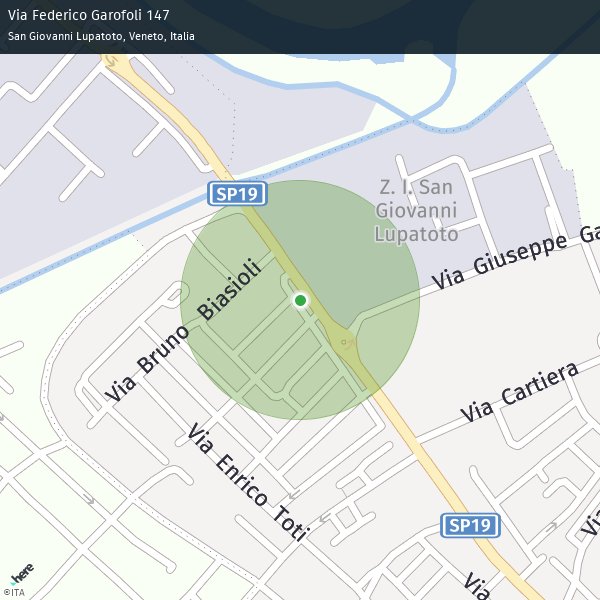 Via Federico Garofoli 147
San Giovanni Lupatoto, Veneto, Italia
SP19
Z. I. San
Giovanni
Lupatoto
Via Giuseppe Ga
Via Bruno Biasioli
Via Cartiera
Via Enrico Toti
SP19
Via
Via
here
©ITA